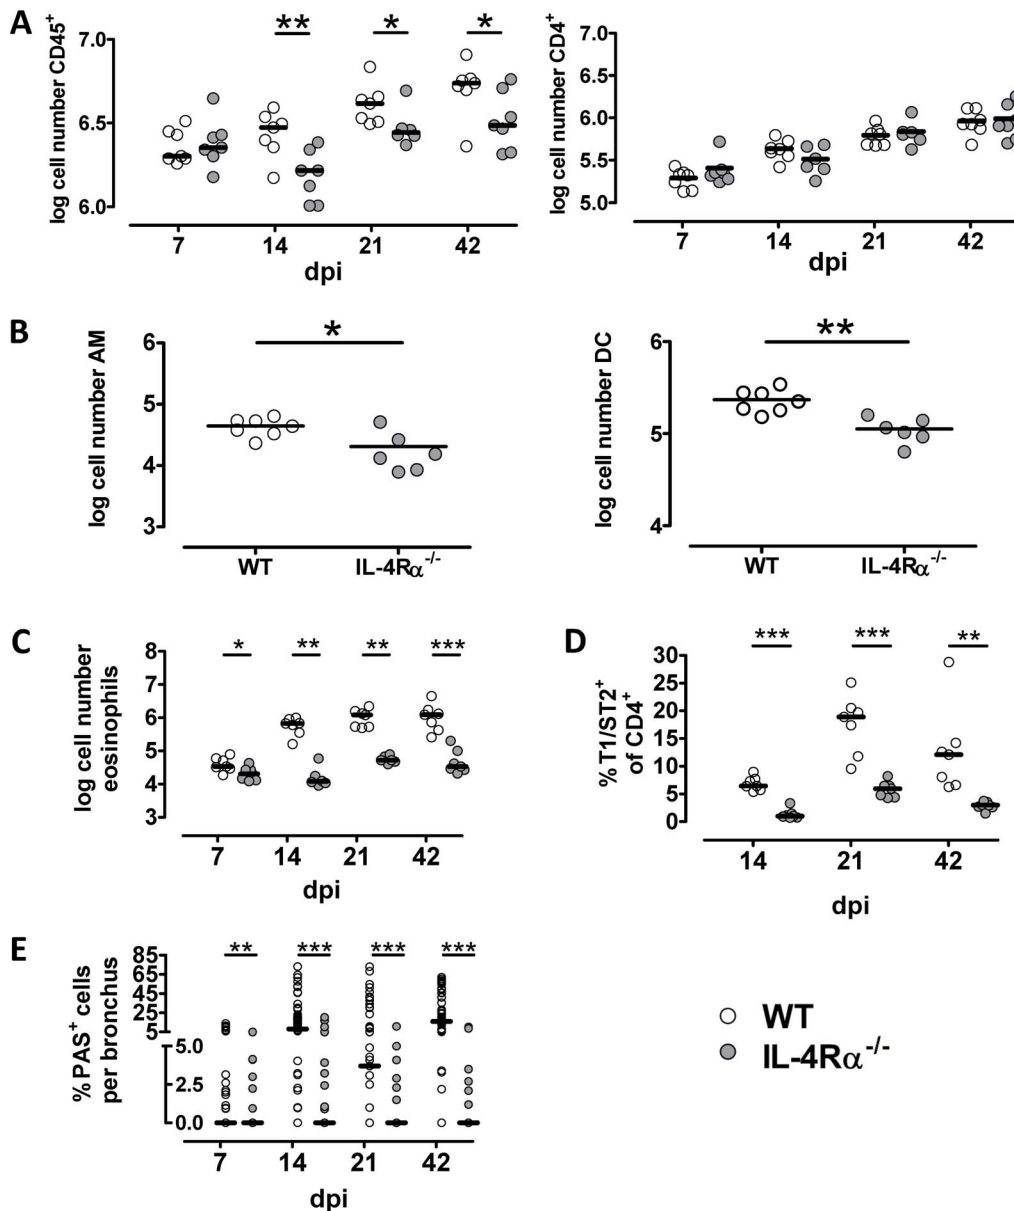 A
log cell number CD45⁺
7.0
6.5
6.0
** * *
7 14 21 42
dpi
log cell number CD4⁺
7.0
6.5
6.0
5.5
5.0
7 14 21 42
dpi
B
log cell number AM
6
5
4
3
*
WT IL-4Rα⁻/⁻
log cell number DC
6
5
4
**
WT IL-4Rα⁻/⁻
C
log cell number
eosinophils
8
7
6
5
4
3
* ** ** ***
7 14 21 42
dpi
D
%T1/ST2⁺
of CD4⁺
30
25
20
15
10
5
0
*** *** **
14 21 42
dpi
E
%PAS⁺ cells
per bronchus
85
65
45
25
5
5.0
2.5
0.0
** *** *** ***
7 14 21 42
dpi
WT
IL-4Rα⁻/⁻